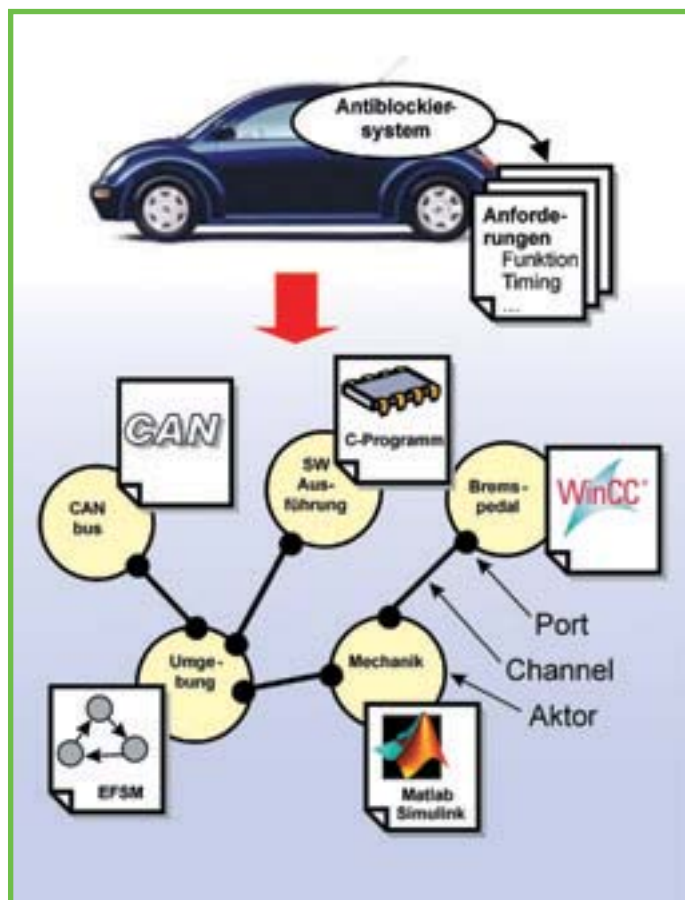 Antiblockier-
system
Anforde-
rungen
Funktion
Timing
...
CAN
C-Programm
CAN
bus
SW
Aus-
führung
Brems-
pedal
WinCC
Port
Channel
Aktor
Umge-
bung
Mechanik
EFSM
Matlab
Simulink